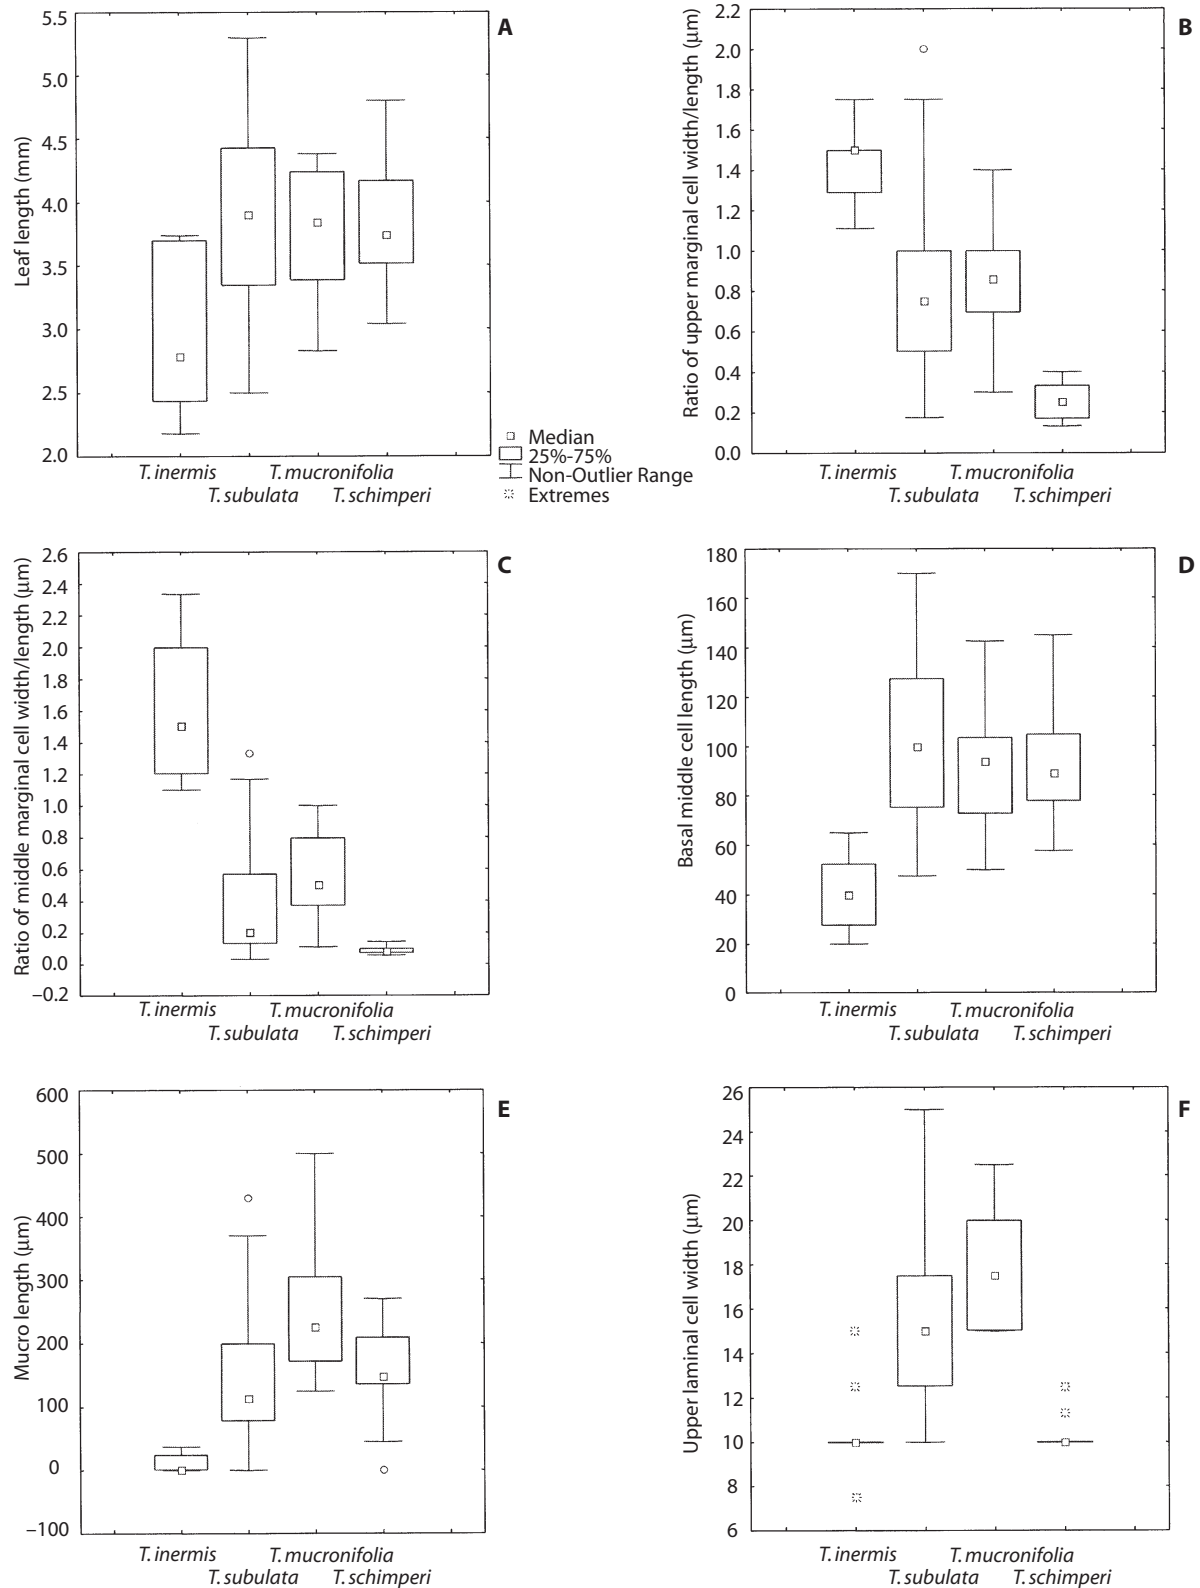 A
Leaf length (mm)
5.5
5.0
4.5
4.0
3.5
3.0
2.5
2.0
T. inermis
T. mucronifolia
T. subulata
T. schimperi
Median
25%-75%
Non-Outlier Range
Extremes
B
Ratio of upper marginal cell width/length (µm)
2.2
2.0
1.8
1.6
1.4
1.2
1.0
0.8
0.6
0.4
0.2
0.0
T. inermis
T. mucronifolia
T. subulata
T. schimperi
C
Ratio of middle marginal cell width/length (µm)
2.6
2.4
2.2
2.0
1.8
1.6
1.4
1.2
1.0
0.8
0.6
0.4
0.2
0.0
–0.2
T. inermis
T. mucronifolia
T. subulata
T. schimperi
D
Basal middle cell length (µm)
180
160
140
120
100
80
60
40
20
0
T. inermis
T. mucronifolia
T. subulata
T. schimperi
E
Mucro length (µm)
600
500
400
300
200
100
0
–100
T. inermis
T. mucronifolia
T. subulata
T. schimperi
F
Upper laminal cell width (µm)
26
24
22
20
18
16
14
12
10
8
6
T. inermis
T. mucronifolia
T. subulata
T. schimperi